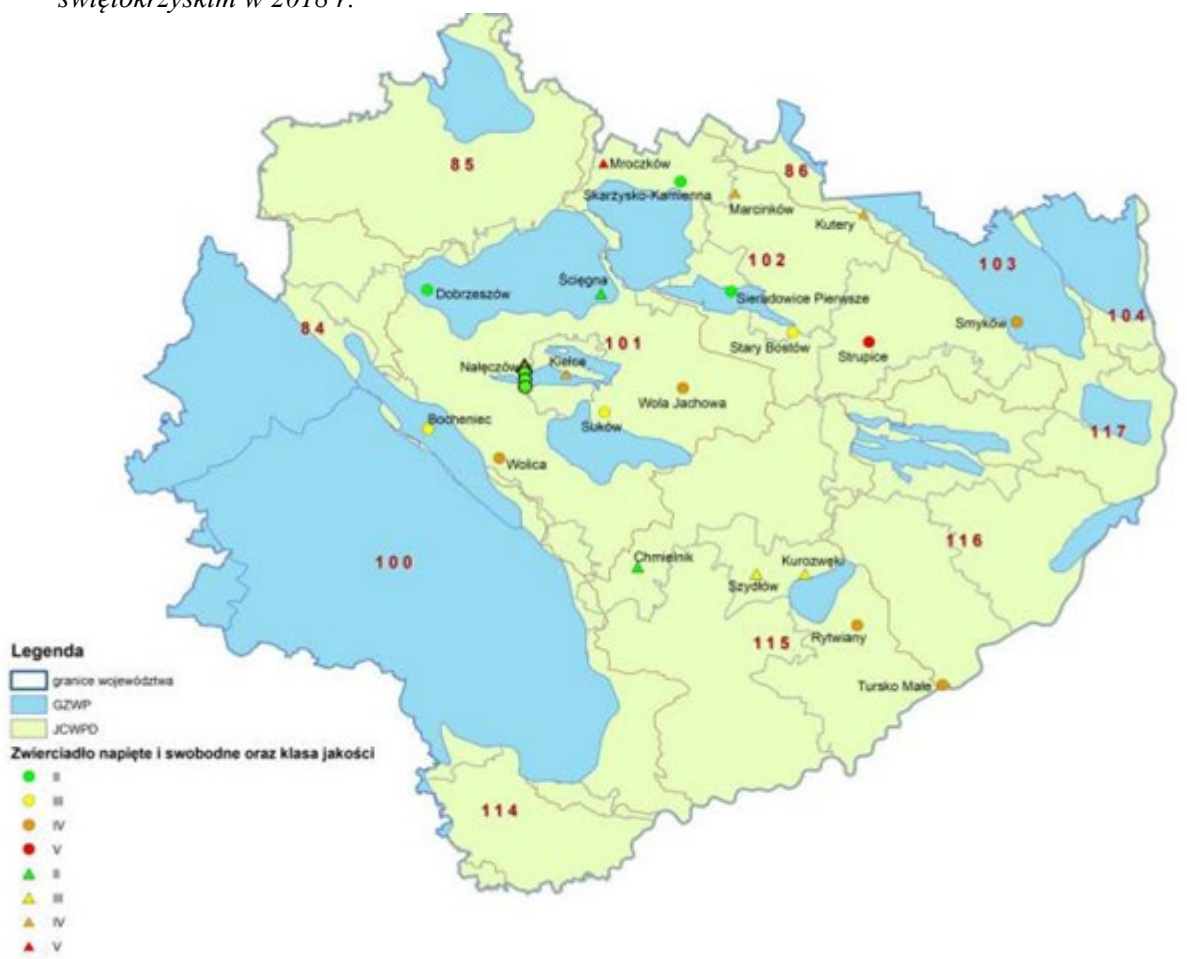 świętokrzyskim w 2018 r.
85
Mroczków
Skarżysko-Kamienna
86
Marcinków
Kutery
102
103
Ścięgna
Dobrzeszów
Sieradowice Pierwsze
84
101
Smyków
104
Stary Bostów
Strupice
Nałęczów
Kielce
Wola Jachowa
Bocheniec
Suków
117
Wolica
116
100
Chmielnik
Kurozwęki
Szydłów
115
Rytwiany
Tursko Małe
114
Legenda
granice województwa
GZWP
JCWPD
Zwierciadło napięte i swobodne oraz klasa jakości
II
III
IV
V
II
III
IV
V